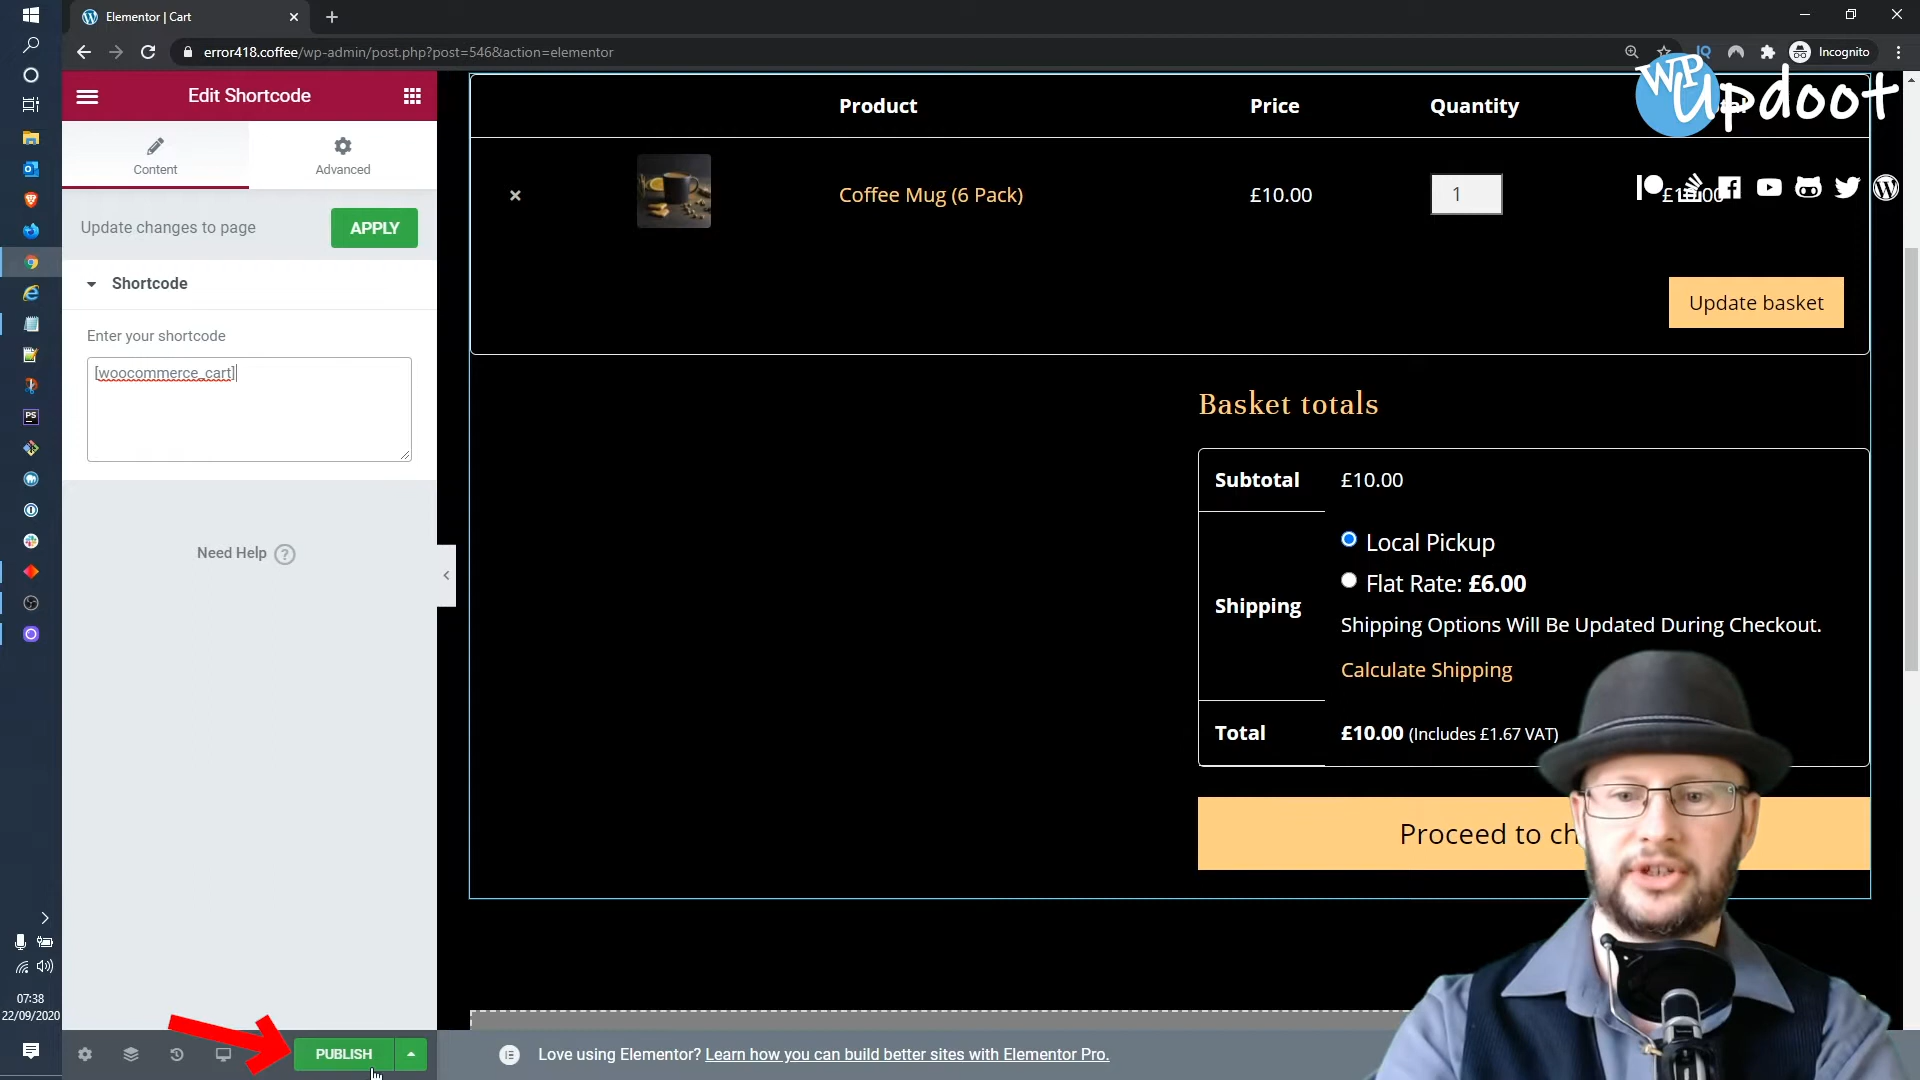 Elementor | Cart
error418.coffee/wp-admin/post.php?post=546&action=elementor
Incognito
Edit Shortcode
WP Updoot
Content
Advanced
Update changes to page
APPLY
Shortcode
Enter your shortcode
[woocommerce_cart]
Need Help ?
Product
Price
Quantity
×
Coffee Mug (6 Pack)
£10.00
1
£10.00
Update basket
Basket totals
Subtotal
£10.00
Shipping
Local Pickup
Flat Rate: £6.00
Shipping Options Will Be Updated During Checkout.
Calculate Shipping
Total
£10.00 (Includes £1.67 VAT)
Proceed to ch
07:38
22/09/2020
PUBLISH
Love using Elementor? Learn how you can build better sites with Elementor Pro.